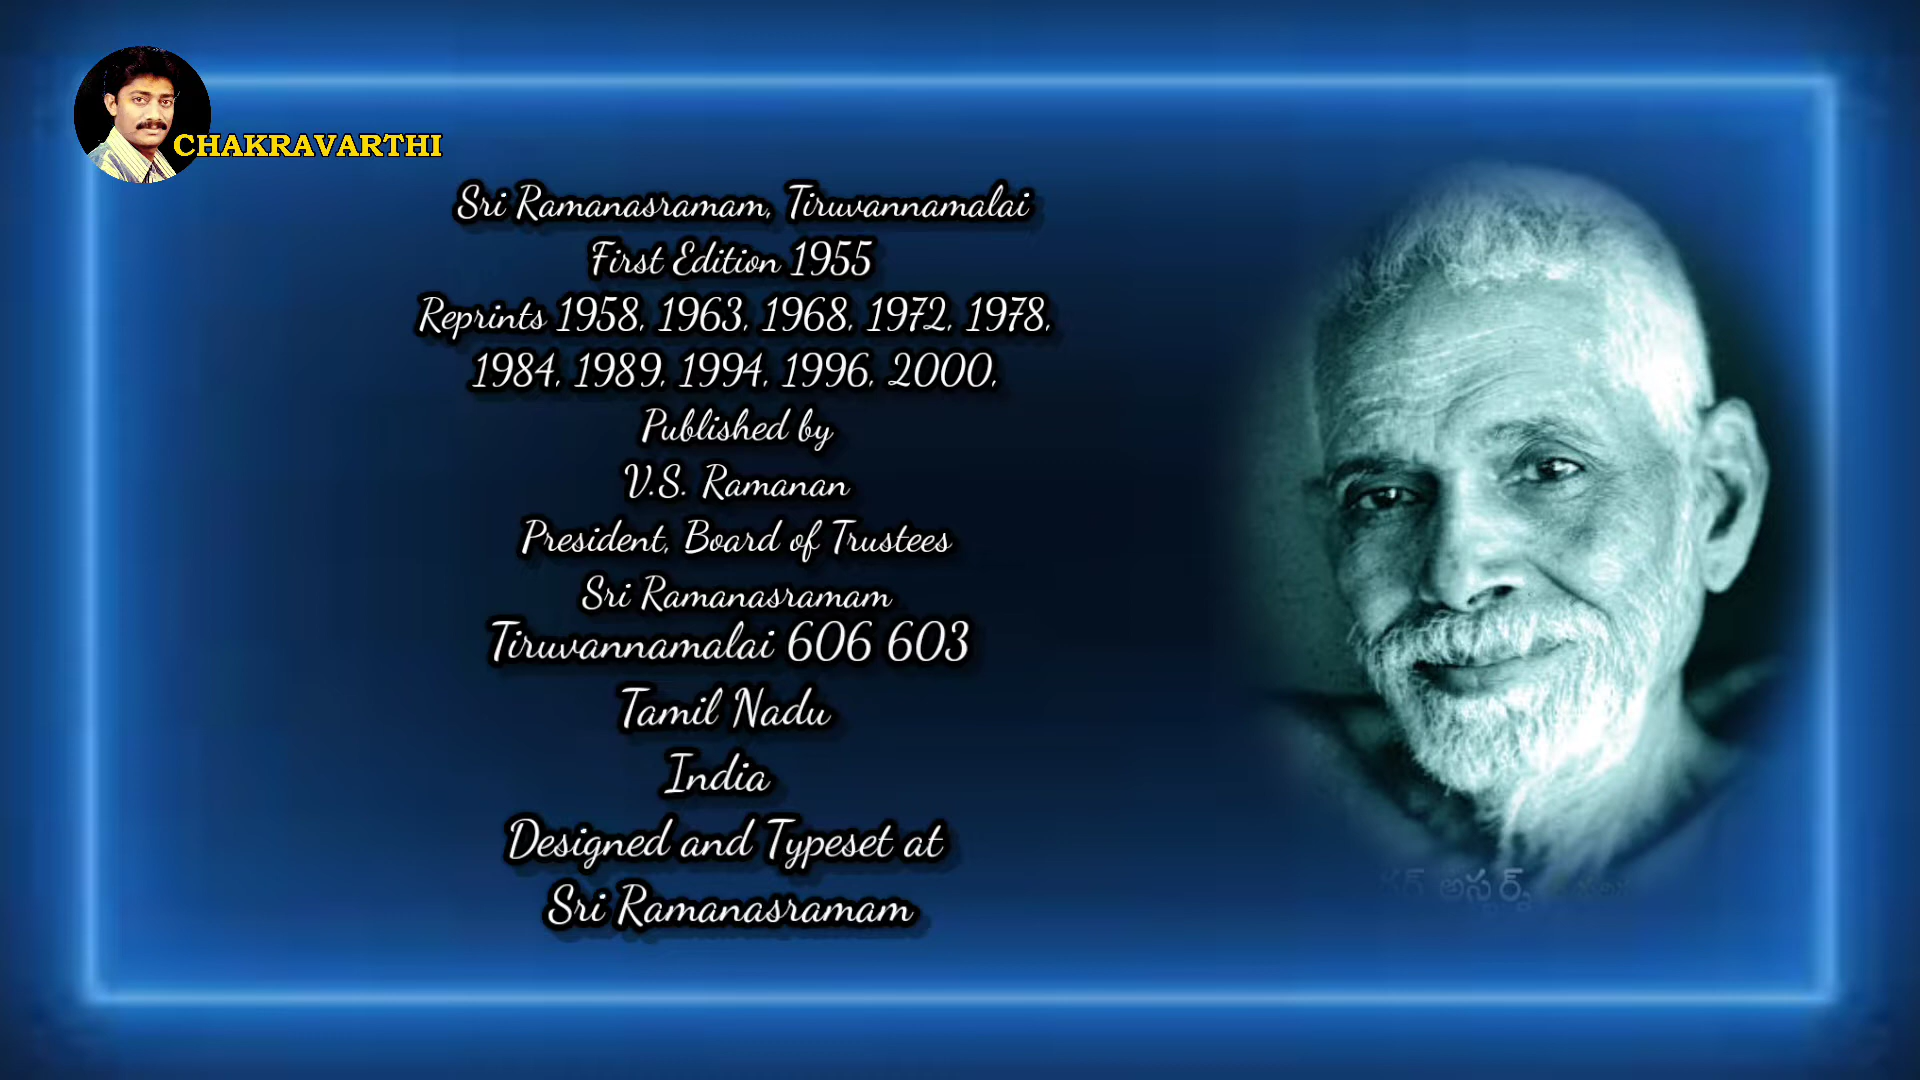 CHAKRAVARTHI
Sri Ramanasramam, Tiruvannamalai
First Edition 1955
Reprints 1958, 1963, 1968, 1972, 1978,
1984, 1989, 1994, 1996, 2000,
Published by
V.S. Ramanan
President, Board of Trustees
Sri Ramanasramam
Tiruvannamalai 606 603
Tamil Nadu
India
Designed and Typeset at
Sri Ramanasramam